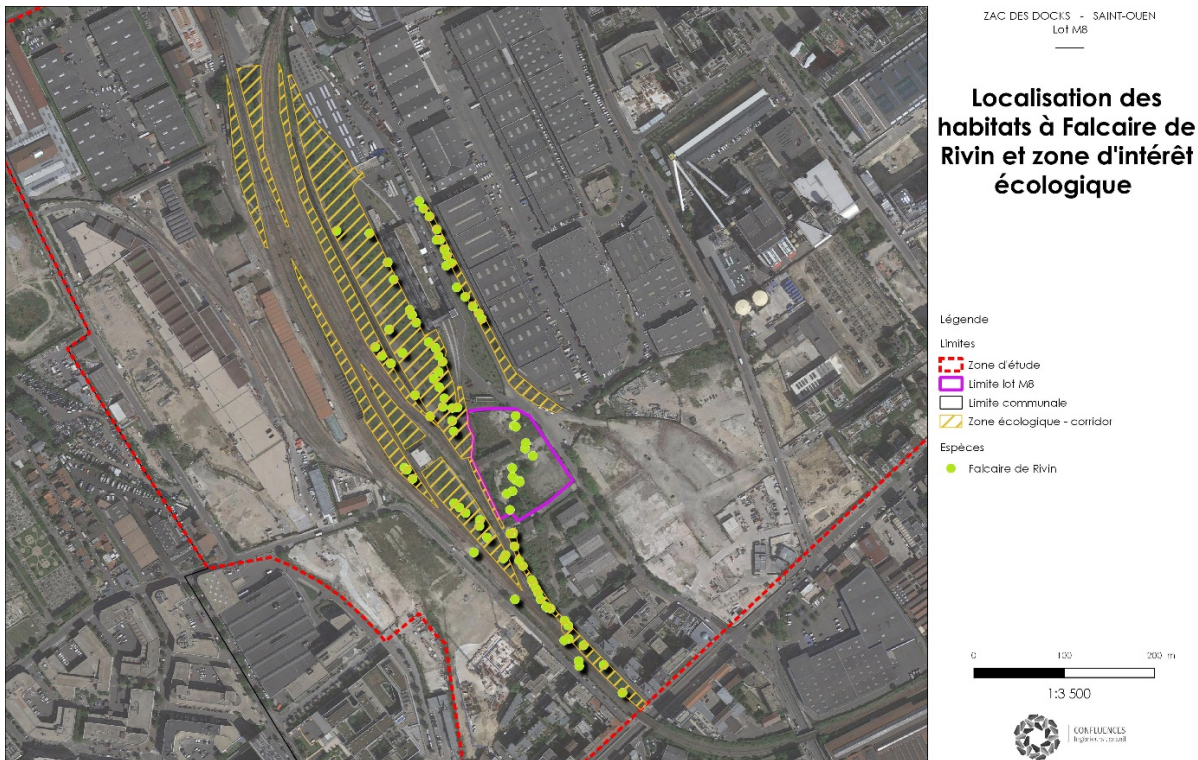 ZAC DES DOCKS - SAINT-OUEN
Lot M8
Localisation des
habitats à Falcaire de
Rivin et zone d'intérêt
écologique
Légende
Limites
Zone d'étude
Limite lot M8
Limite communale
Zone écologique - corridor
Espèces
Falcaire de Rivin
0 100 200 m
1:3 500
CONFLUENCES
Ingénieurs conseil